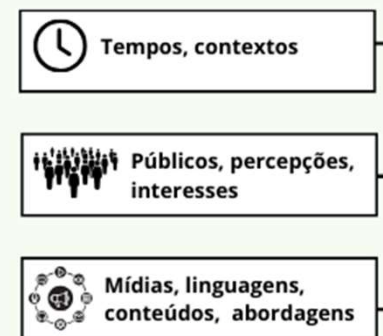 Tempos, contextos
Públicos, percepções,
interesses
Mídias, linguagens,
conteúdos, abordagens